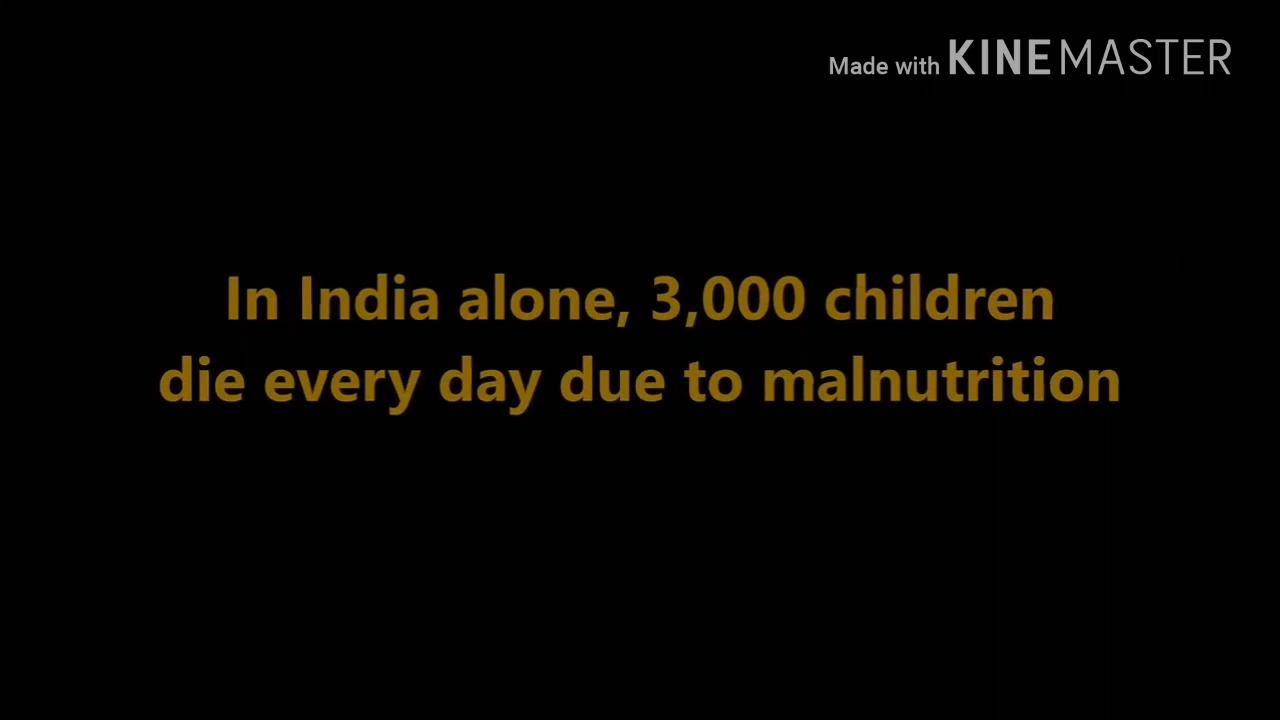 Made with KINEMASTER
In India alone, 3,000 children
die every day due to malnutrition